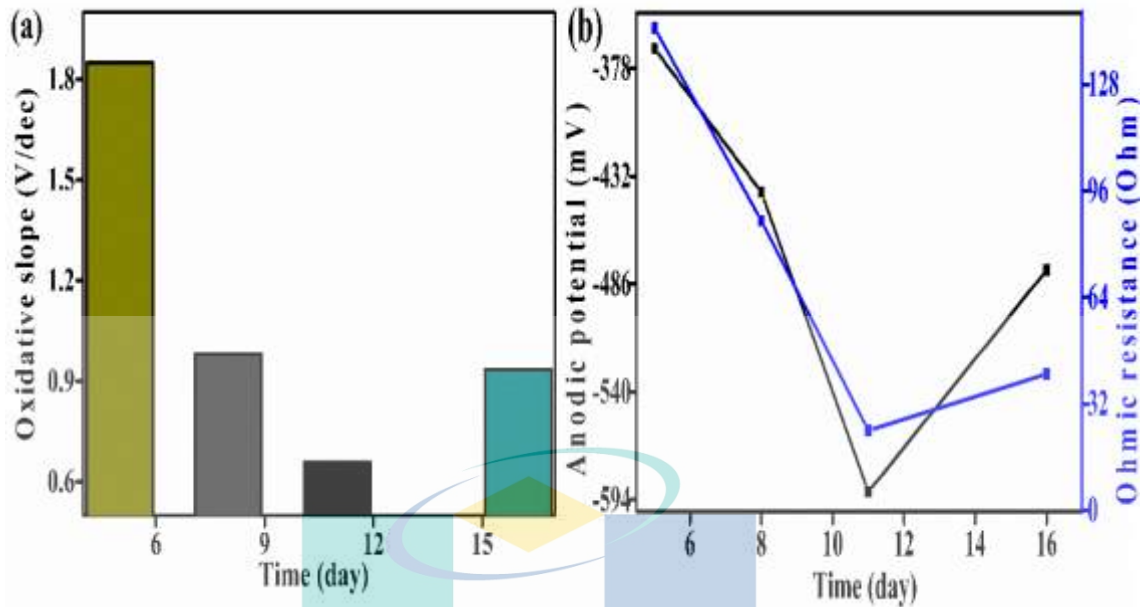 (a)
Oxidative slope (V/dec)
1.8
1.5
1.2
0.9
0.6
6 9 12 15
Time (day)
(b)
Anodic potential (mV)
-378
-432
-486
-540
-594
6 8 10 12 14 16
Time (day)
128
96
64
32
0
Ohmic resistance (Ohm)